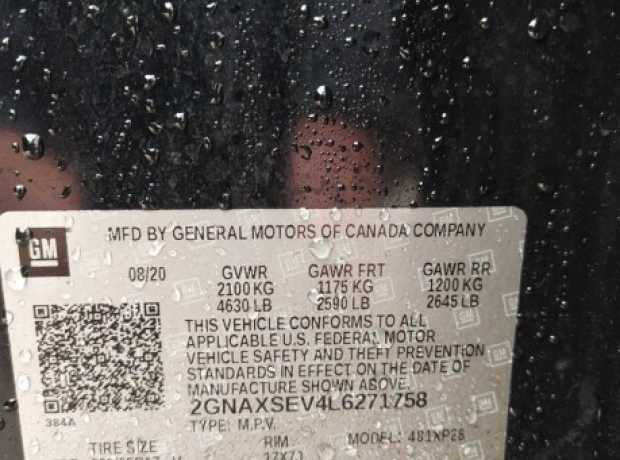 GM
MFD BY GENERAL MOTORS OF CANADA COMPANY
08/20 GVWR GAWR FRT GAWR RR
2100 KG 1175 KG 1200 KG
4630 LB 2590 LB 2645 LB
THIS VEHICLE CONFORMS TO ALL
APPLICABLE U.S. FEDERAL MOTOR
VEHICLE SAFETY AND THEFT PREVENTION
STANDARDS IN EFFECT ON THE DATE OF
MANUFACTURE SHOWN ABOVE.
2GNAXSEV4L6271758
384A
TYPE: M.P.V. MODEL: 481XP26
TIRE SIZE RIM